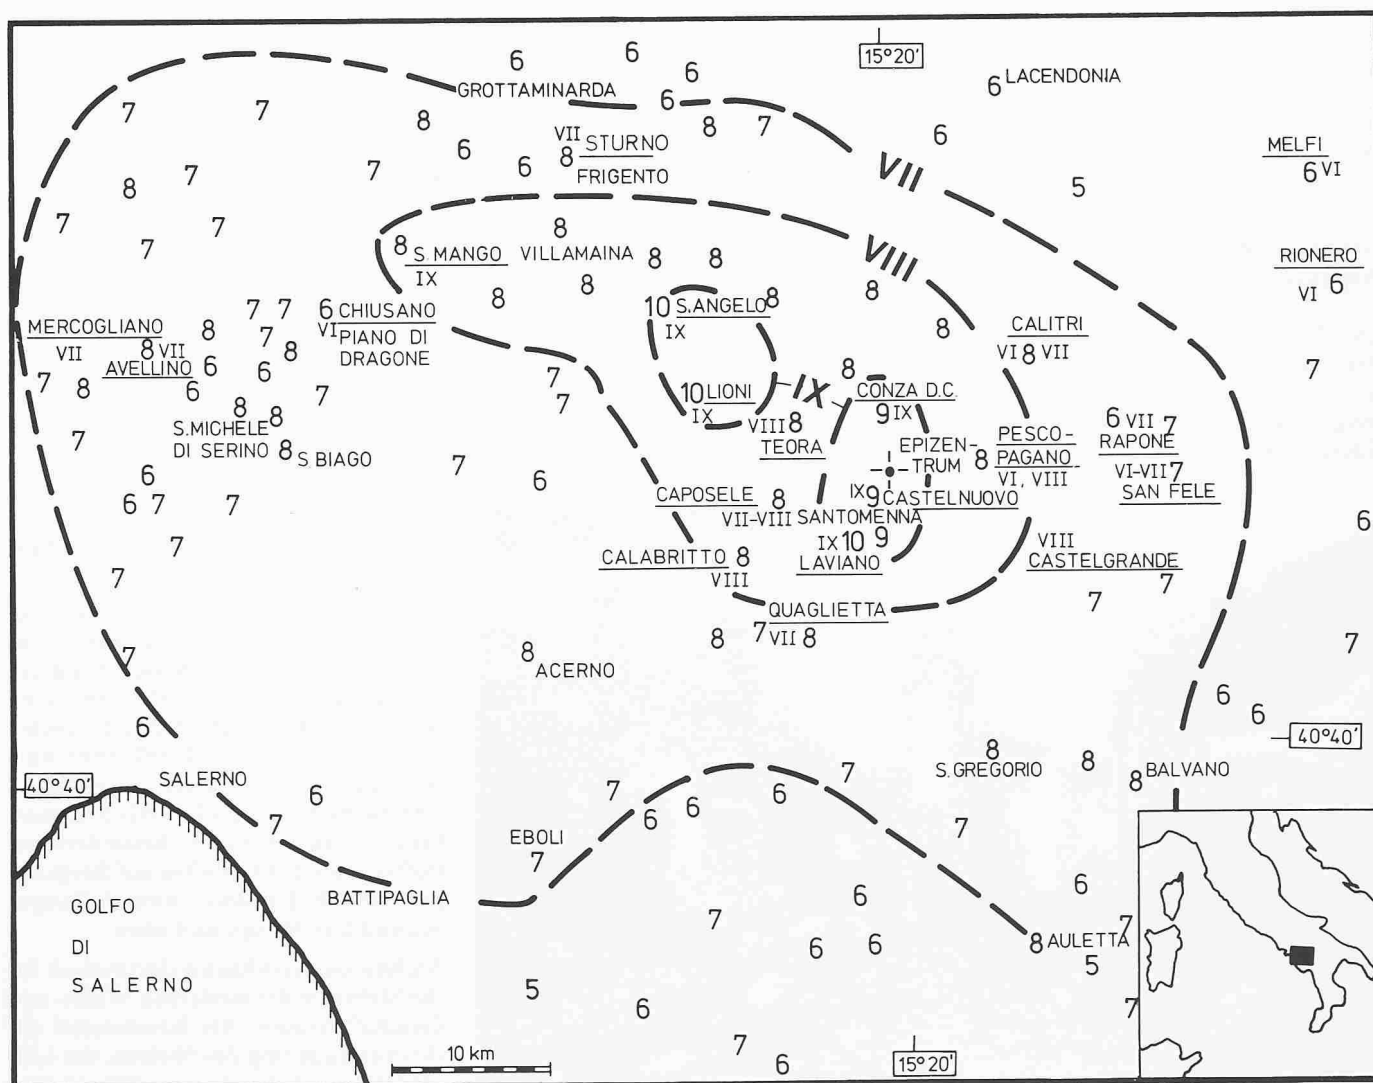 15°20'
6
6
6
6 LACENDONIA
GROTTAMINARDA
6
7
7
8
8
7
6
VII STURNO
8
6
6
FRIGENTO
MELFI
6 VI
7
7
8
5
VII
7
7
7
8
8 S. MANGO
IX
VILLAMAINA
8
8
VIII
RIONERO
VI 6
8
8
10 S.ANGELO
IX
8
8
7
7
6 CHIUSANO
VI
PIANO DI
DRAGONE
MERCOGLIANO
VII
8
7
8 VII
AVELLINO
8
6
6
6
7
8
7
8
8
CALITRI
VI 8 VII
7
7
7
8
10 LIONI
IX
IX
CONZA D.C.
9 IX
VIII 8
TEORA
S.MICHELE
DI SERINO
8
8
S. BIAGO
7
EPIZEN-
TRUM
8
PESCO-
PAGANO
VI, VIII
6 VII 7
RAPONE
VI-VII 7
SAN FELE
7
6
6
6
7
7
7
CAPOSELE
8
VII-VIII
IX 9
CASTELNUOVO
SANTOMENNA
IX 10
9
LAVIANO
6
CALABRITTO 8
VIII
VIII
CASTELGRANDE
7
7
7
QUAGLIETTA
7 VII 8
8
7
7
8
ACERNO
6
6
6
40°40'
8
S.GREGORIO
8
8
BALVANO
40°40'
SALERNO
6
7
7
6
6
6
7
7
EBOLI
7
BATTIPAGLIA
6
6
7
7
6
6
8 AULETTA
5
GOLFO
DI
SALERNO
5
6
7
7
6
10 km
15°20'